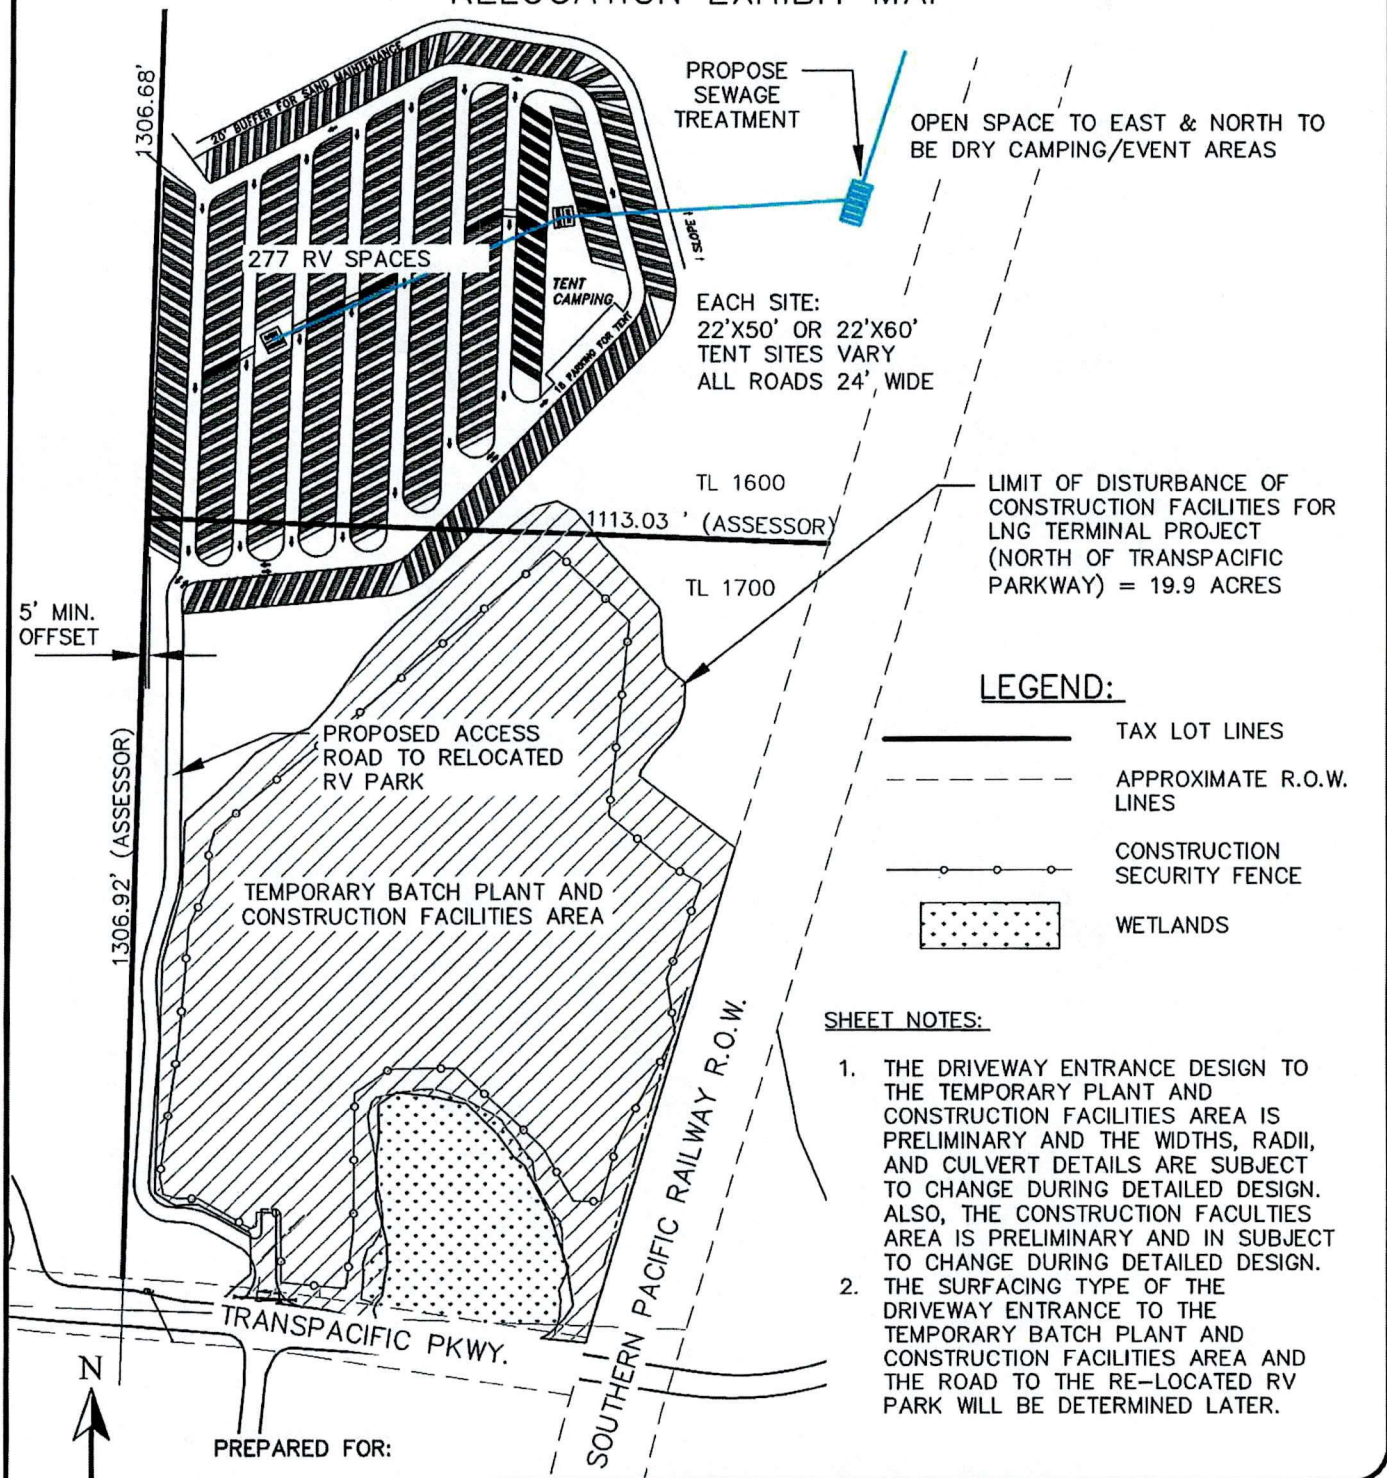 RELOCATION EXHIBIT MAP
1306.68'
20' BUFFER FOR SAND MAINTENANCE
PROPOSE
SEWAGE
TREATMENT
OPEN SPACE TO EAST & NORTH TO
BE DRY CAMPING/EVENT AREAS
SLOPE
277 RV SPACES
TENT
CAMPING
16 PARKING FOR TENT
EACH SITE:
22'X50' OR 22'X60'
TENT SITES VARY
ALL ROADS 24' WIDE
TL 1600
1113.03 ' (ASSESSOR)
TL 1700
LIMIT OF DISTURBANCE OF
CONSTRUCTION FACILITIES FOR
LNG TERMINAL PROJECT
(NORTH OF TRANSPACIFIC
PARKWAY) = 19.9 ACRES
5' MIN.
OFFSET
PROPOSED ACCESS
ROAD TO RELOCATED
RV PARK
1306.92' (ASSESSOR)
TEMPORARY BATCH PLANT AND
CONSTRUCTION FACILITIES AREA
LEGEND:
TAX LOT LINES
APPROXIMATE R.O.W.
LINES
CONSTRUCTION
SECURITY FENCE
WETLANDS
SHEET NOTES:
1. THE DRIVEWAY ENTRANCE DESIGN TO
THE TEMPORARY PLANT AND
CONSTRUCTION FACILITIES AREA IS
PRELIMINARY AND THE WIDTHS, RADII,
AND CULVERT DETAILS ARE SUBJECT
TO CHANGE DURING DETAILED DESIGN.
ALSO, THE CONSTRUCTION FACULTIES
AREA IS PRELIMINARY AND IN SUBJECT
TO CHANGE DURING DETAILED DESIGN.
2. THE SURFACING TYPE OF THE
DRIVEWAY ENTRANCE TO THE
TEMPORARY BATCH PLANT AND
CONSTRUCTION FACILITIES AREA AND
THE ROAD TO THE RE-LOCATED RV
PARK WILL BE DETERMINED LATER.
SOUTHERN PACIFIC RAILWAY R.O.W.
TRANSPACIFIC PKWY.
N
PREPARED FOR: